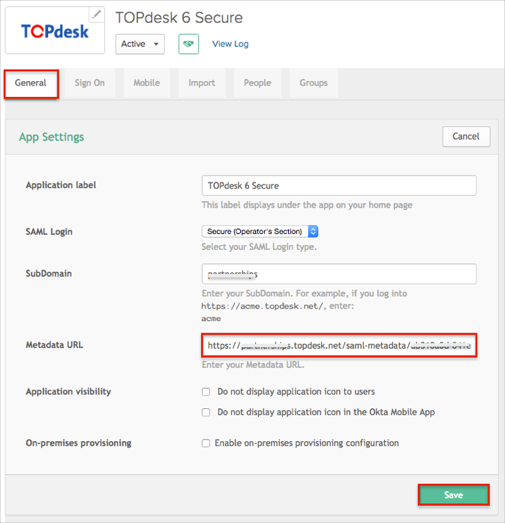 TOPdesk
TOPdesk 6 Secure
Active
View Log
General
Sign On
Mobile
Import
People
Groups
App Settings
Cancel
Application label
TOPdesk 6 Secure
This label displays under the app on your home page
SAML Login
Secure (Operator's Section)
Select your SAML Login type.
SubDomain
partnerships
Enter your SubDomain. For example, if you log into
https://acme.topdesk.net/, enter:
acme
Metadata URL
https://partnerships.topdesk.net/saml-metadata/
Enter your Metadata URL.
Application visibility
Do not display application icon to users
Do not display application icon in the Okta Mobile App
On-premises provisioning
Enable on-premises provisioning configuration
Save